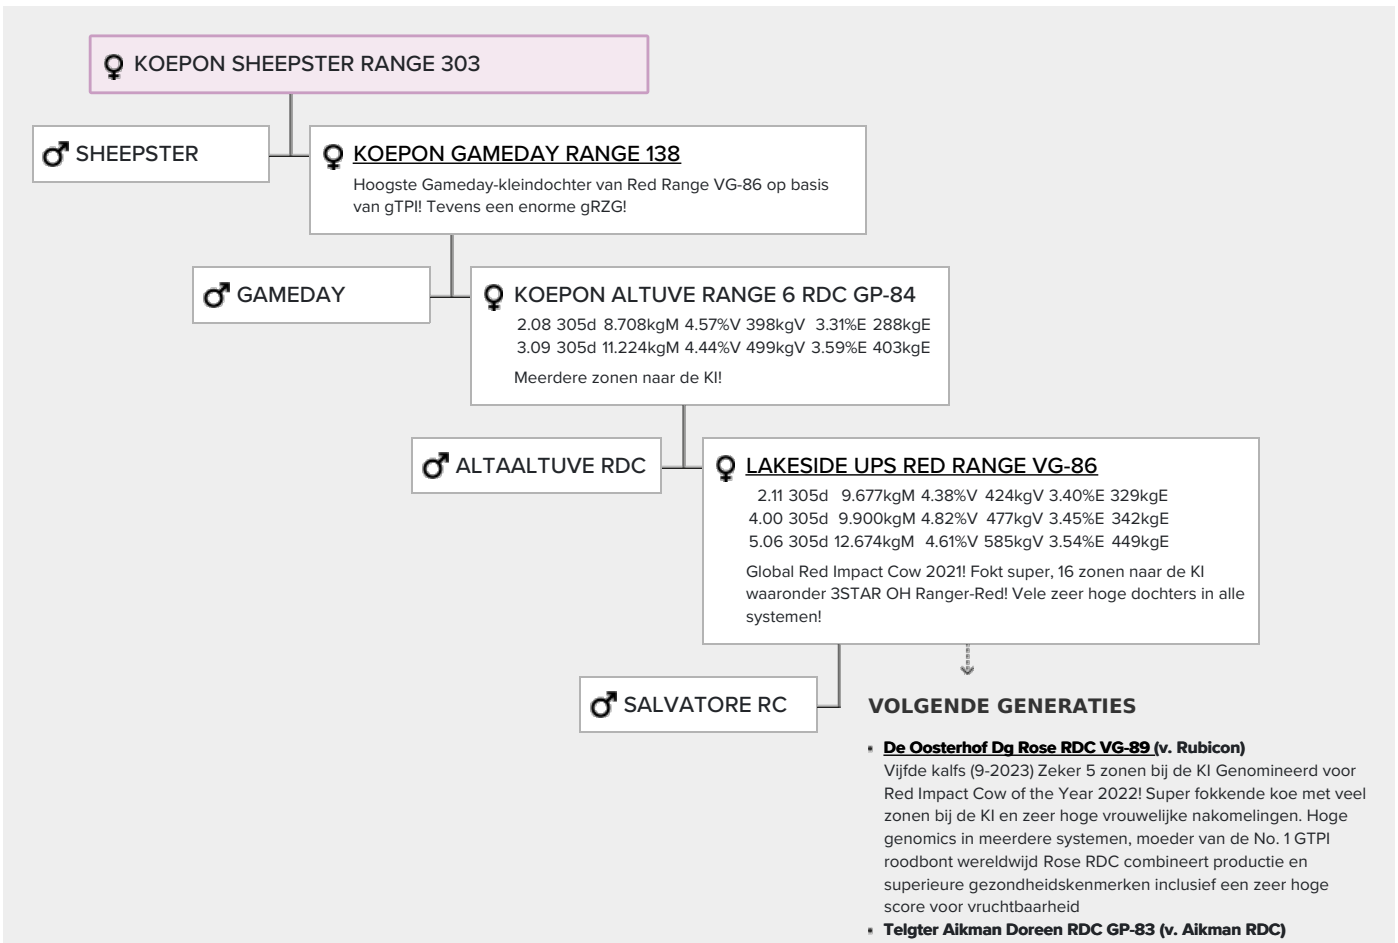 KOEPON SHEEPSTER RANGE 303
SHEEPSTER
KOEPON GAMEDAY RANGE 138
Hoogste Gameday-kleindochter van Red Range VG-86 op basis
van gTPI! Tevens een enorme gRZG!
GAMEDAY
KOEPON ALTUVE RANGE 6 RDC GP-84
2.08 305d 8.708kgM 4.57%V 398kgV 3.31%E 288kgE
3.09 305d 11.224kgM 4.44%V 499kgV 3.59%E 403kgE
Meerdere zonen naar de KI!
ALTAALTUVE RDC
LAKESIDE UPS RED RANGE VG-86
2.11 305d 9.677kgM 4.38%V 424kgV 3.40%E 329kgE
4.00 305d 9.900kgM 4.82%V 477kgV 3.45%E 342kgE
5.06 305d 12.674kgM 4.61%V 585kgV 3.54%E 449kgE
Global Red Impact Cow 2021! Fokt super, 16 zonen naar de KI
waaronder 3STAR OH Ranger-Red! Vele zeer hoge dochters in alle
systemen!
SALVATORE RC
VOLGENDE GENERATIES
De Oosterhof Dg Rose RDC VG-89 (v. Rubicon)
Vijfde kalfs (9-2023) Zeker 5 zonen bij de KI Genomineerd voor
Red Impact Cow of the Year 2022! Super fokkende koe met veel
zonen bij de KI en zeer hoge vrouwelijke nakomelingen. Hoge
genomics in meerdere systemen, moeder van de No. 1 GTPI
roodbont wereldwijd Rose RDC combineert productie en
superieure gezondheidskenmerken inclusief een zeer hoge
score voor vruchtbaarheid
Telgter Aikman Doreen RDC GP-83 (v. Aikman RDC)